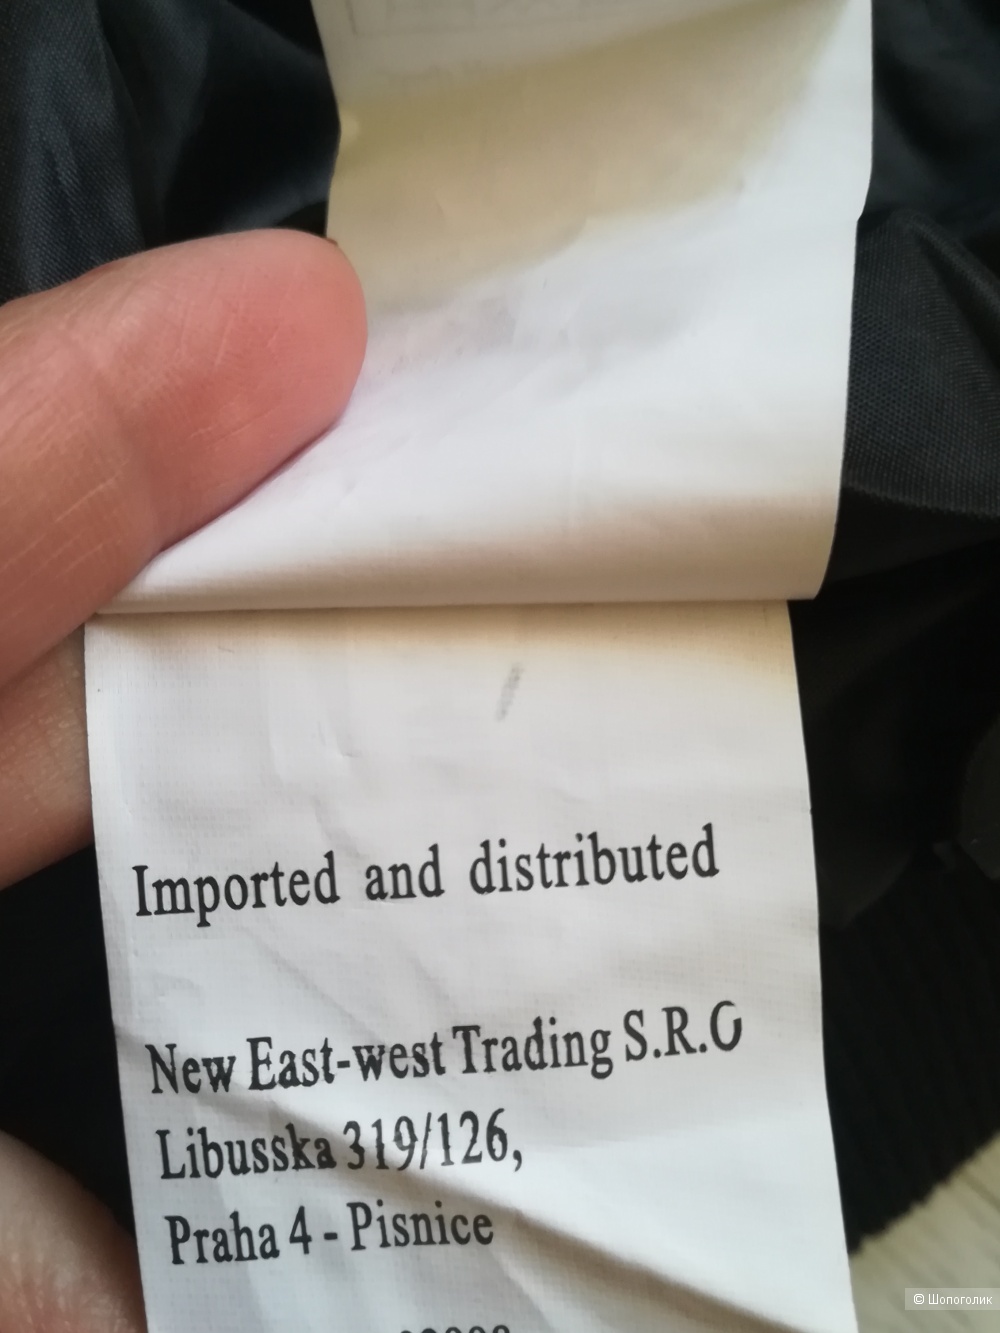 Imported and distributed
New East-west Trading S.R.O
Libusska 319/126,
Praha 4 - Pisnice
© Шопоголик